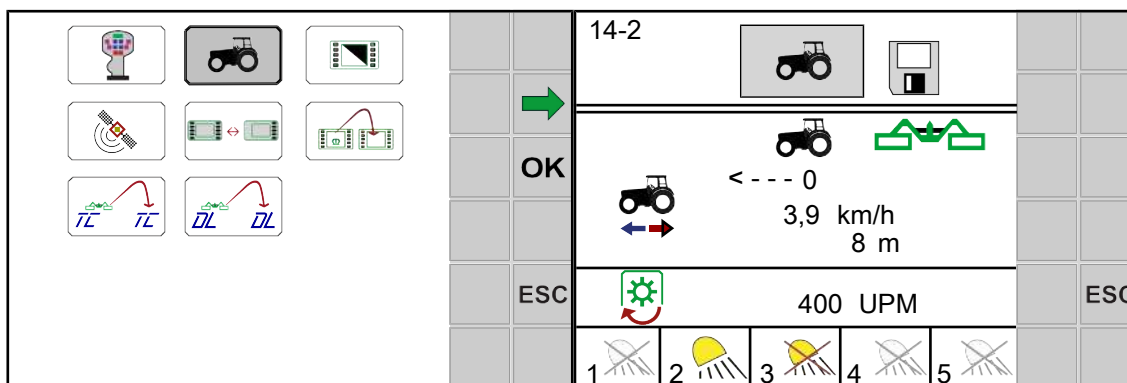 TC TC
DL DL
OK
ESC
14-2
< - - - 0
3,9 km/h
8 m
400 UPM
1 2 3 4 5
ESC